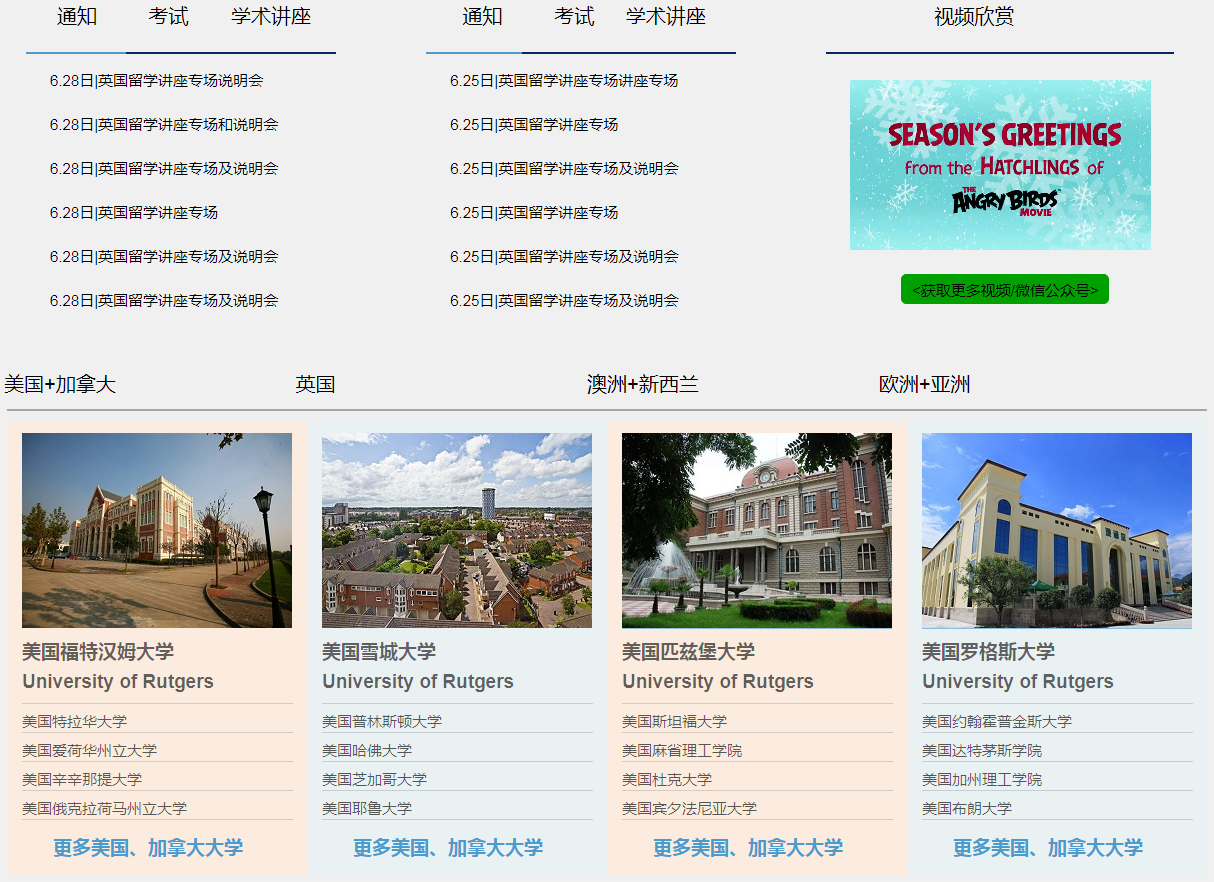 通知 考试 学术讲座
6.28日|英国留学讲座专场说明会
6.28日|英国留学讲座专场和说明会
6.28日|英国留学讲座专场及说明会
6.28日|英国留学讲座专场
6.28日|英国留学讲座专场及说明会
6.28日|英国留学讲座专场及说明会
通知 考试 学术讲座
6.25日|英国留学讲座专场讲座专场
6.25日|英国留学讲座专场
6.25日|英国留学讲座专场及说明会
6.25日|英国留学讲座专场
6.25日|英国留学讲座专场及说明会
6.25日|英国留学讲座专场及说明会
视频欣赏
SEASON'S GREETINGS
from the HATCHLINGS of
THE
ANGRY BIRDS
MOVIE
<获取更多视频/微信公众号>
美国+加拿大 英国 澳洲+新西兰 欧洲+亚洲
美国福特汉姆大学
University of Rutgers
美国特拉华大学
美国爱荷华州立大学
美国辛辛那提大学
美国俄克拉荷马州立大学
更多美国、加拿大大学
美国雪城大学
University of Rutgers
美国普林斯顿大学
美国哈佛大学
美国芝加哥大学
美国耶鲁大学
更多美国、加拿大大学
美国匹兹堡大学
University of Rutgers
美国斯坦福大学
美国麻省理工学院
美国杜克大学
美国宾夕法尼亚大学
更多美国、加拿大大学
美国罗格斯大学
University of Rutgers
美国约翰霍普金斯大学
美国达特茅斯学院
美国加州理工学院
美国布朗大学
更多美国、加拿大大学